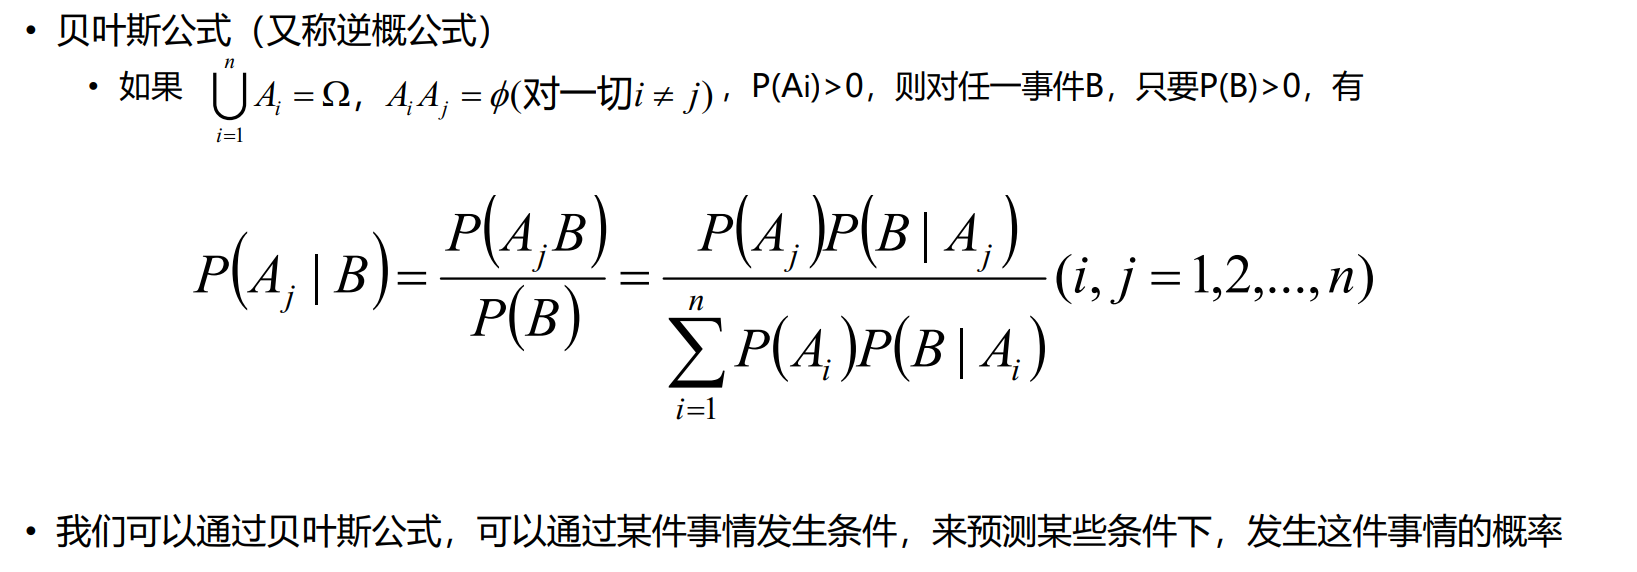 • 贝叶斯公式（又称逆概公式）
• 如果 $\bigcup_{i=1}^{n} A_i = \Omega$, $A_i A_j = \phi$(对一切$i \neq j$)，P(Ai)>0，则对任一事件B，只要P(B)>0，有
$P(A_j | B) = \frac{P(A_j B)}{P(B)} = \frac{P(A_j)P(B | A_j)}{\sum_{i=1}^{n} P(A_i)P(B | A_i)} (i, j = 1,2,...,n)$
• 我们可以通过贝叶斯公式，可以通过某件事情发生条件，来预测某些条件下，发生这件事情的概率